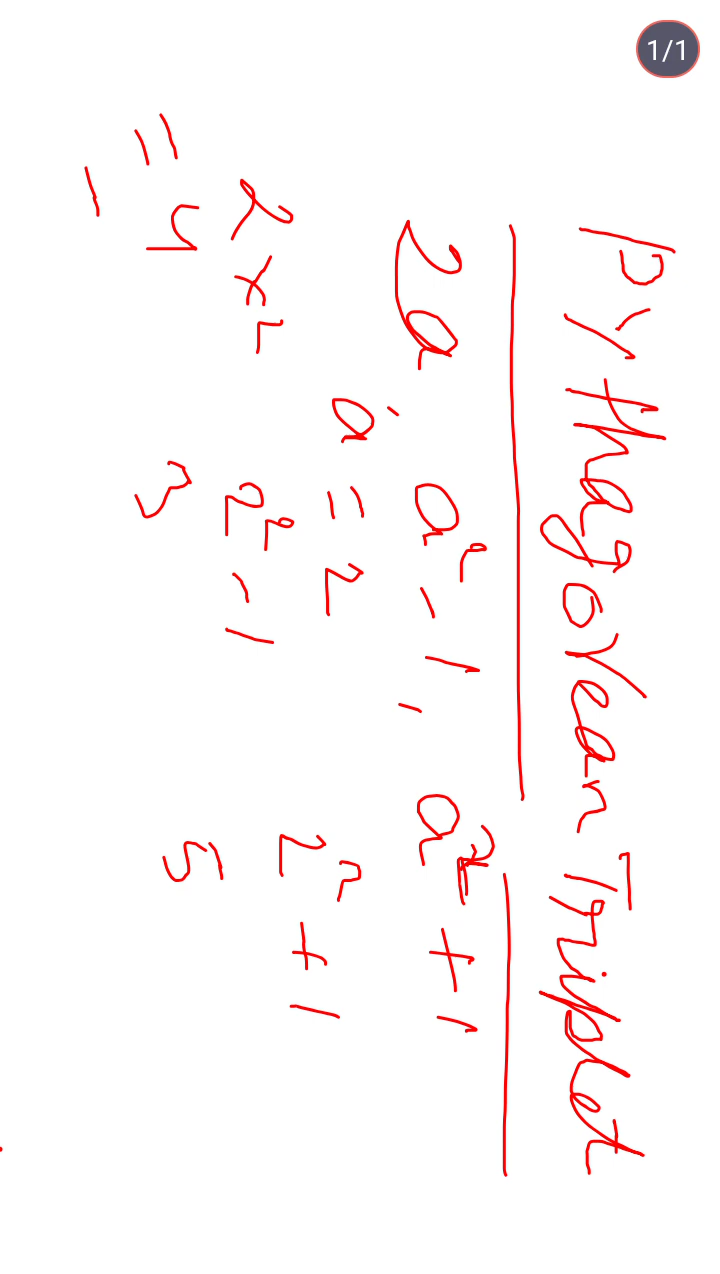 1/1
Pythagorean Triplet
2a, a² - 1, a² + 1
a = 2
2 x 2 2² - 1 2² + 1
= 4 3 5